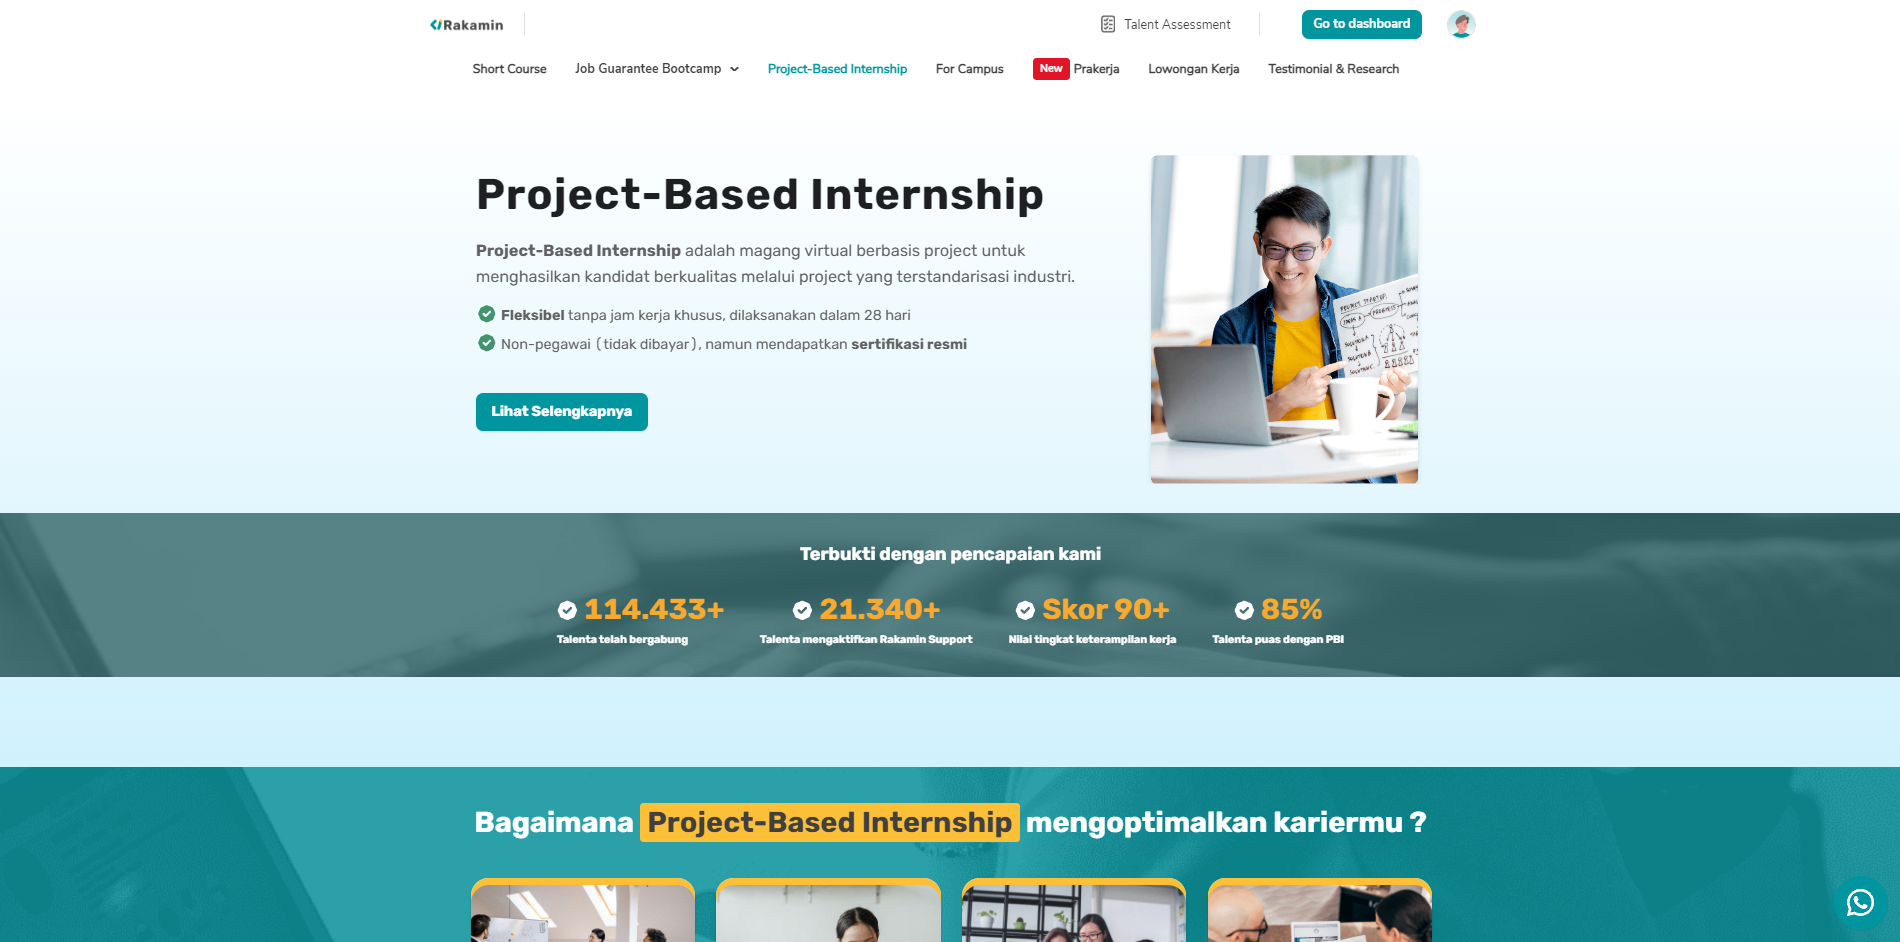 Rakamin
Talent Assessment
Go to dashboard
Short Course
Job Guarantee Bootcamp
Project-Based Internship
For Campus
New
Prakerja
Lowongan Kerja
Testimonial & Research
Project-Based Internship
Project-Based Internship adalah magang virtual berbasis project untuk
menghasilkan kandidat berkualitas melalui project yang terstandarisasi industri.
Fleksibel tanpa jam kerja khusus, dilaksanakan dalam 28 hari
Non-pegawai (tidak dibayar), namun mendapatkan sertifikasi resmi
Lihat Selengkapnya
Terbukti dengan pencapaian kami
114.433+
Talenta telah bergabung
21.340+
Talenta mengaktifkan Rakamin Support
Skor 90+
Nilai tingkat keterampilan kerja
85%
Talenta puas dengan PBI
Bagaimana Project-Based Internship mengoptimalkan kariermu ?